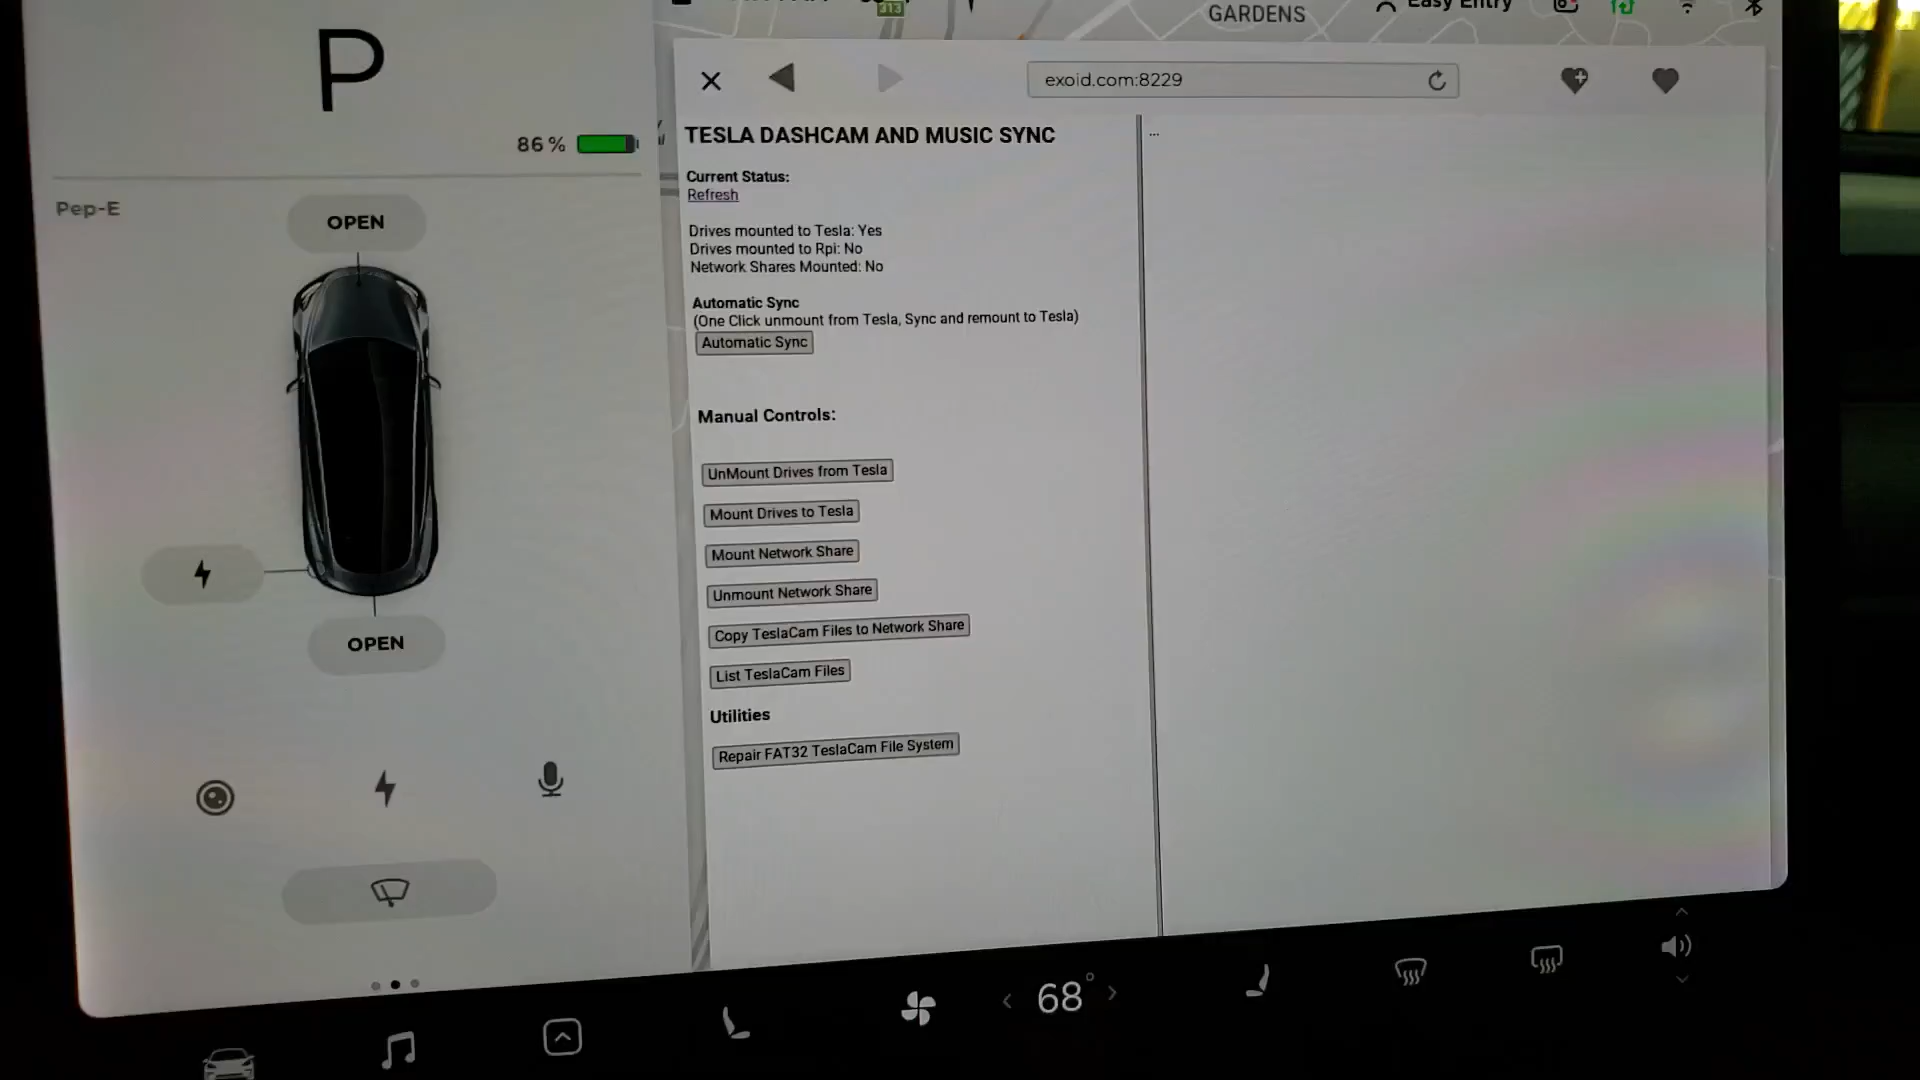 P
86 %
Pep-E
OPEN
OPEN
313
GARDENS
Easy Entry
exoid.com:8229
TESLA DASHCAM AND MUSIC SYNC
...
Current Status:
Refresh
Drives mounted to Tesla: Yes
Drives mounted to Rpi: No
Network Shares Mounted: No
Automatic Sync
(One Click unmount from Tesla, Sync and remount to Tesla)
Automatic Sync
Manual Controls:
UnMount Drives from Tesla
Mount Drives to Tesla
Mount Network Share
Unmount Network Share
Copy TeslaCam Files to Network Share
List TeslaCam Files
Utilities
Repair FAT32 TeslaCam File System
< 68° >